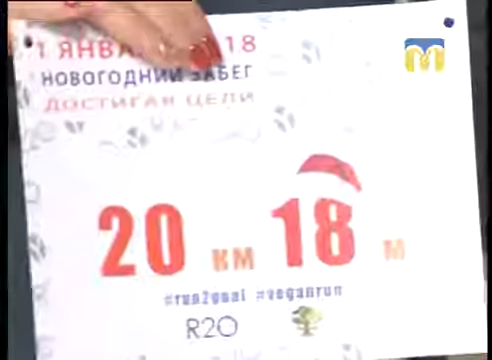 1 ЯНВА 18
НОВОГОДНИЙ ЗАБЕГ
ДОСТИГАЯ ЦЕЛИ
20 КМ 18 М
#run2goal #veganrun
R2O